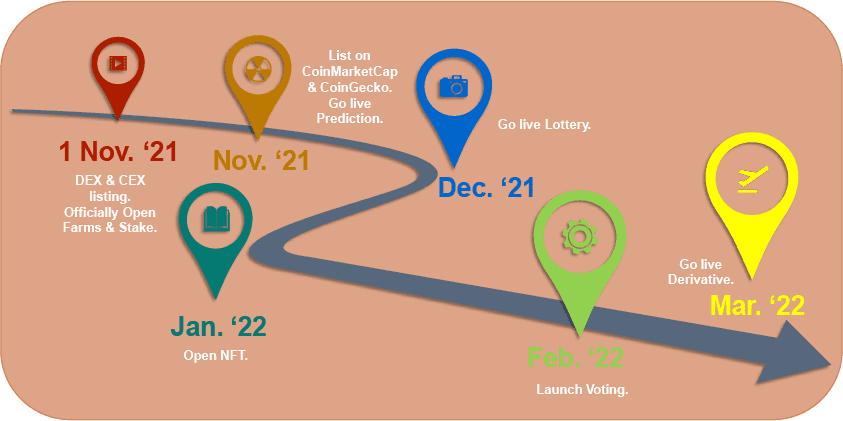 1 Nov. ‘21
DEX & CEX
listing.
Officially Open
Farms & Stake.
List on
CoinMarketCap
& CoinGecko.
Go live
Prediction.
Nov. ‘21
Go live Lottery.
Dec. ‘21
Jan. ‘22
Open NFT.
Feb. ‘22
Launch Voting.
Go live
Derivative.
Mar. ‘22